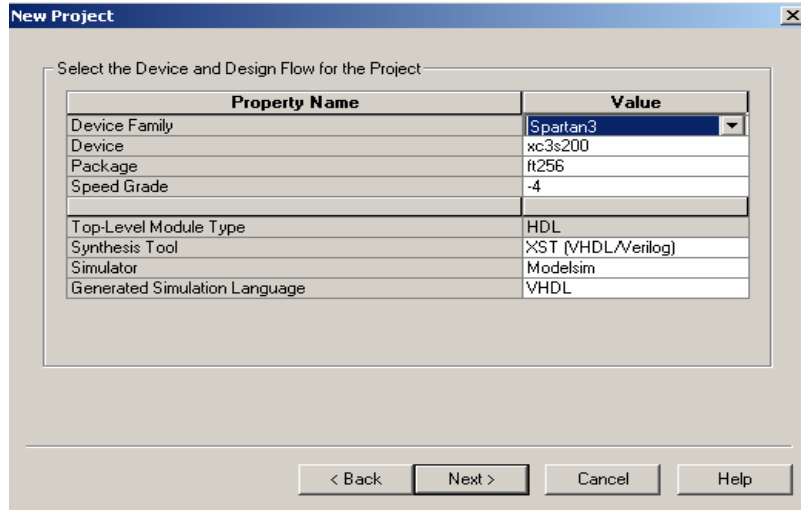 New Project
Select the Device and Design Flow for the Project
Property Name Value
Device Family Spartan3
Device xc3s200
Package ft256
Speed Grade -4
Top-Level Module Type HDL
Synthesis Tool XST (VHDL/Verilog)
Simulator Modelsim
Generated Simulation Language VHDL
< Back Next > Cancel Help